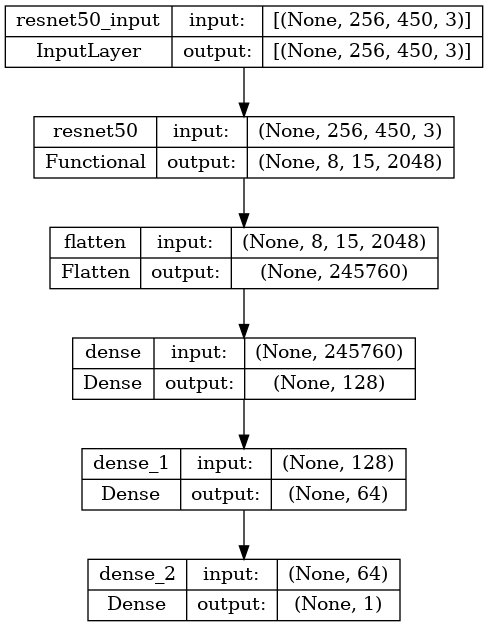 resnet50_input input: [(None, 256, 450, 3)]
InputLayer output: [(None, 256, 450, 3)]
resnet50 input: (None, 256, 450, 3)
Functional output: (None, 8, 15, 2048)
flatten input: (None, 8, 15, 2048)
Flatten output: (None, 245760)
dense input: (None, 245760)
Dense output: (None, 128)
dense_1 input: (None, 128)
Dense output: (None, 64)
dense_2 input: (None, 64)
Dense output: (None, 1)